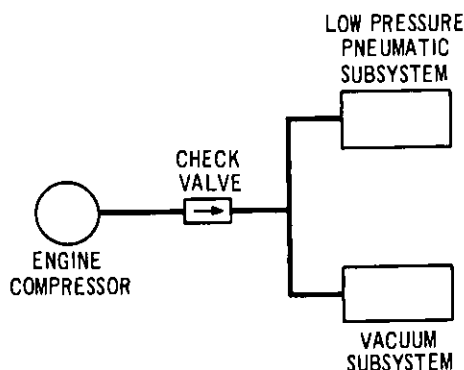 LOW PRESSURE
PNEUMATIC
SUBSYSTEM
CHECK
VALVE
ENGINE
COMPRESSOR
VACUUM
SUBSYSTEM